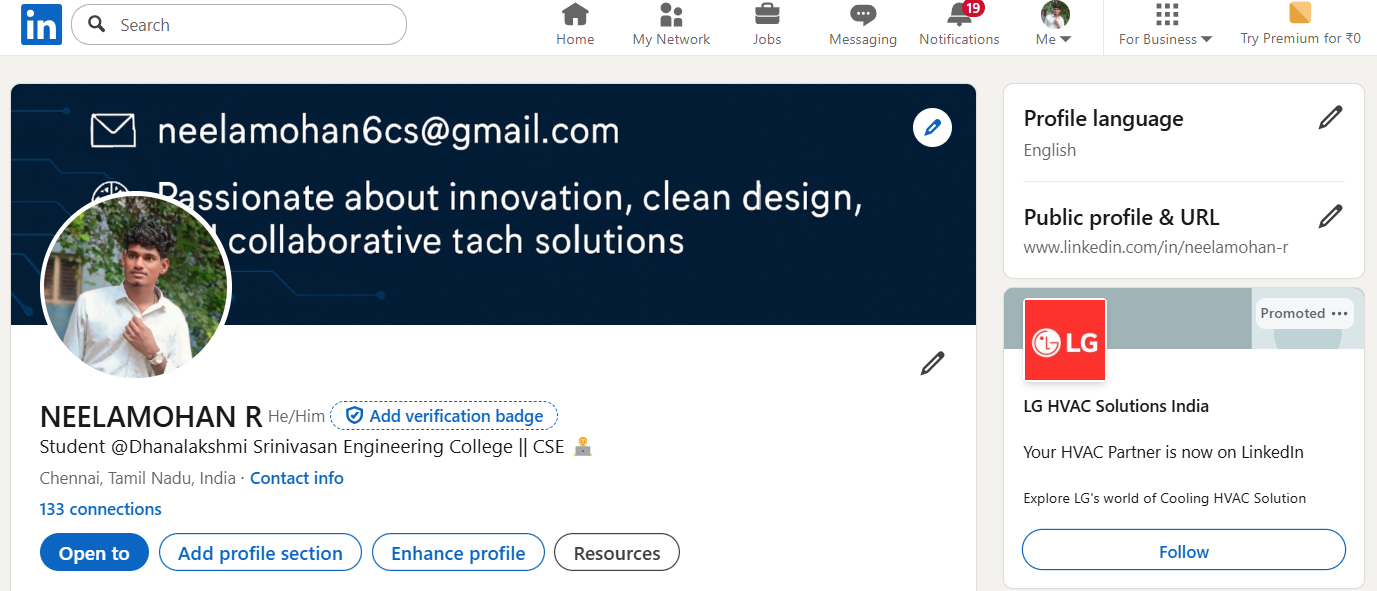 in
Search
Home
My Network
Jobs
Messaging
19
Notifications
Me
For Business
Try Premium for ₹0
neelamohan6cs@gmail.com
Passionate about innovation, clean design,
collaborative tach solutions
NEELAMOHAN R He/Him Add verification badge
Student @Dhanalakshmi Srinivasan Engineering College || CSE 🧑‍💻
Chennai, Tamil Nadu, India · Contact info
133 connections
Open to
Add profile section
Enhance profile
Resources
Profile language
English
Public profile & URL
www.linkedin.com/in/neelamohan-r
Promoted
LG
LG HVAC Solutions India
Your HVAC Partner is now on LinkedIn
Explore LG's world of Cooling HVAC Solution
Follow